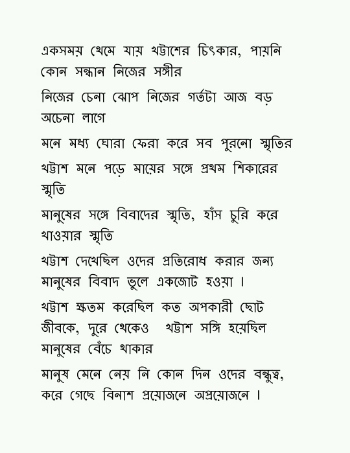 একসময় থেমে যায় খট্টাশের চিৎকার, পায়নি
কোন সন্ধান নিজের সঙ্গীর
নিজের চেনা ঝোপ নিজের গর্তটা আজ বড়
অচেনা লাগে
মনে মধ্য ঘোরা ফেরা করে সব পুরনো স্মৃতির
খট্টাশ মনে পড়ে মায়ের সঙ্গে প্রথম শিকারের
স্মৃতি
মানুষের সঙ্গে বিবাদের স্মৃতি, হাঁস চুরি করে
খাওয়ার স্মৃতি
খট্টাশ দেখেছিল ওদের প্রতিরোধ করার জন্য
মানুষের বিবাদ ভুলে একজোট হওয়া ।
খট্টাশ ক্ষতম করেছিল কত অপকারী ছোট
জীবকে, দুরে থেকেও খট্টাশ সঙ্গি হয়েছিল
মানুষের বেঁচে থাকার
মানুষ মেনে নেয় নি কোন দিন ওদের বন্ধুত্ব,
করে গেছে বিনাশ প্রয়োজনে অপ্রয়োজনে ।